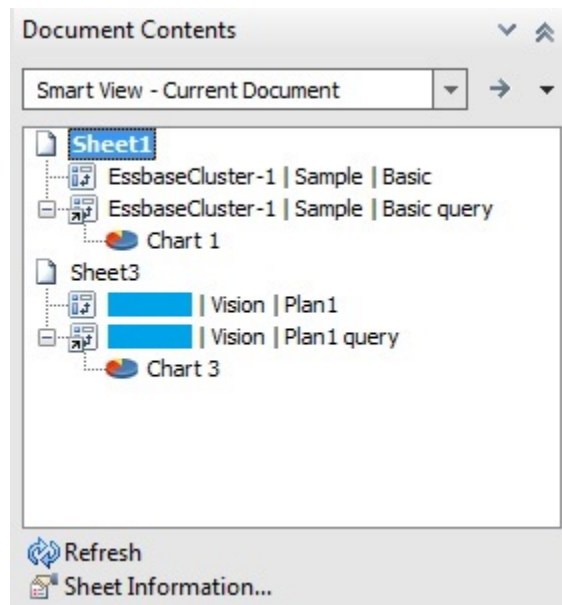 Document Contents
Smart View - Current Document
Sheet1
EssbaseCluster-1 | Sample | Basic
EssbaseCluster-1 | Sample | Basic query
Chart 1
Sheet3
| Vision | Plan1
| Vision | Plan1 query
Chart 3
Refresh
Sheet Information...